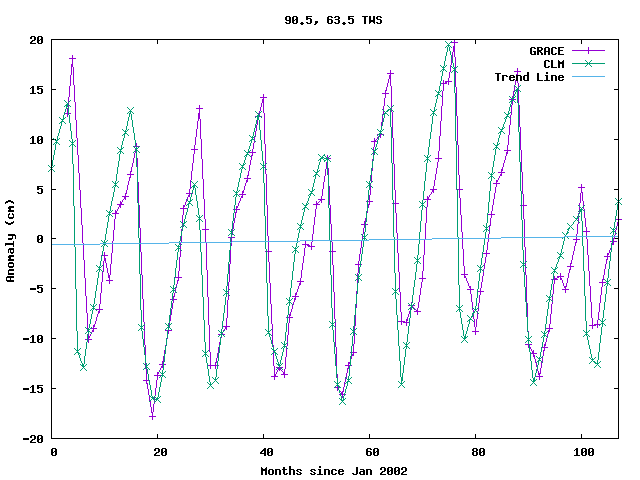 90.5, 63.5 TWS
GRACE
CLM
Trend Line
Anomaly (cm)
20
15
10
5
0
-5
-10
-15
-20
0 20 40 60 80 100
Months since Jan 2002